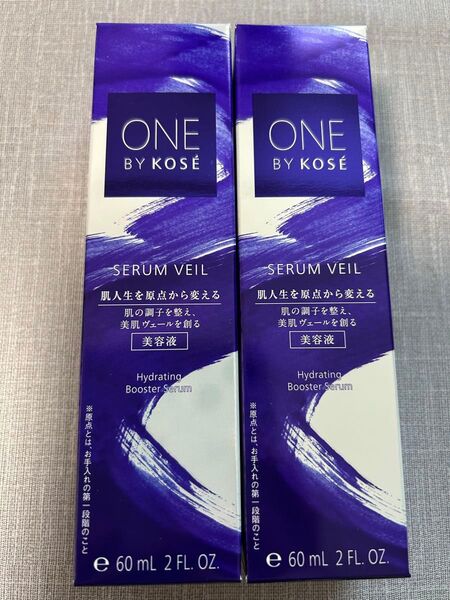 ONE
BY KOSÉ
SERUM VEIL
肌人生を原点から変える
肌の調子を整え、
美肌ヴェールを創る
美容液
Hydrating
Booster Serum
※原点とは、お手入れの第一段階のこと
e 60 mL 2 FL. OZ.
ONE
BY KOSÉ
SERUM VEIL
肌人生を原点から変える
肌の調子を整え、
美肌ヴェールを創る
美容液
Hydrating
Booster Serum
※原点とは、お手入れの第一段階のこと
e 60 mL 2 FL. OZ.